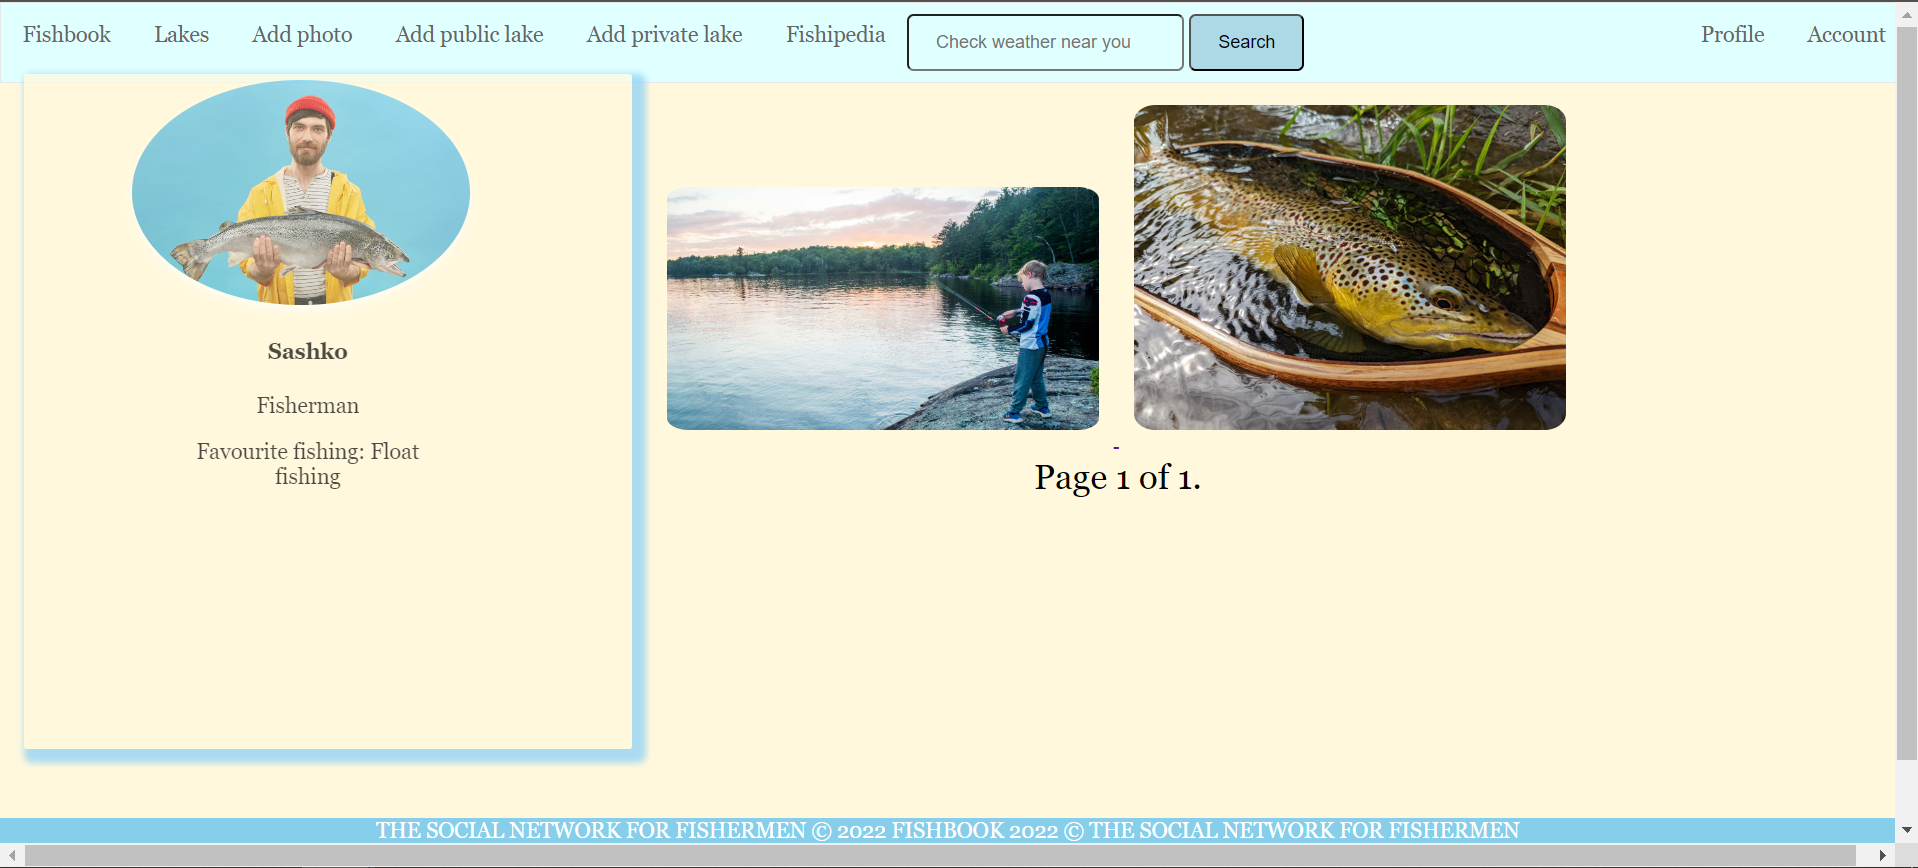 Fishbook Lakes Add photo Add public lake Add private lake Fishipedia Check weather near you Search Profile Account
Sashko
Fisherman
Favourite fishing: Float
fishing
-
Page 1 of 1.
THE SOCIAL NETWORK FOR FISHERMEN © 2022 FISHBOOK 2022 © THE SOCIAL NETWORK FOR FISHERMEN